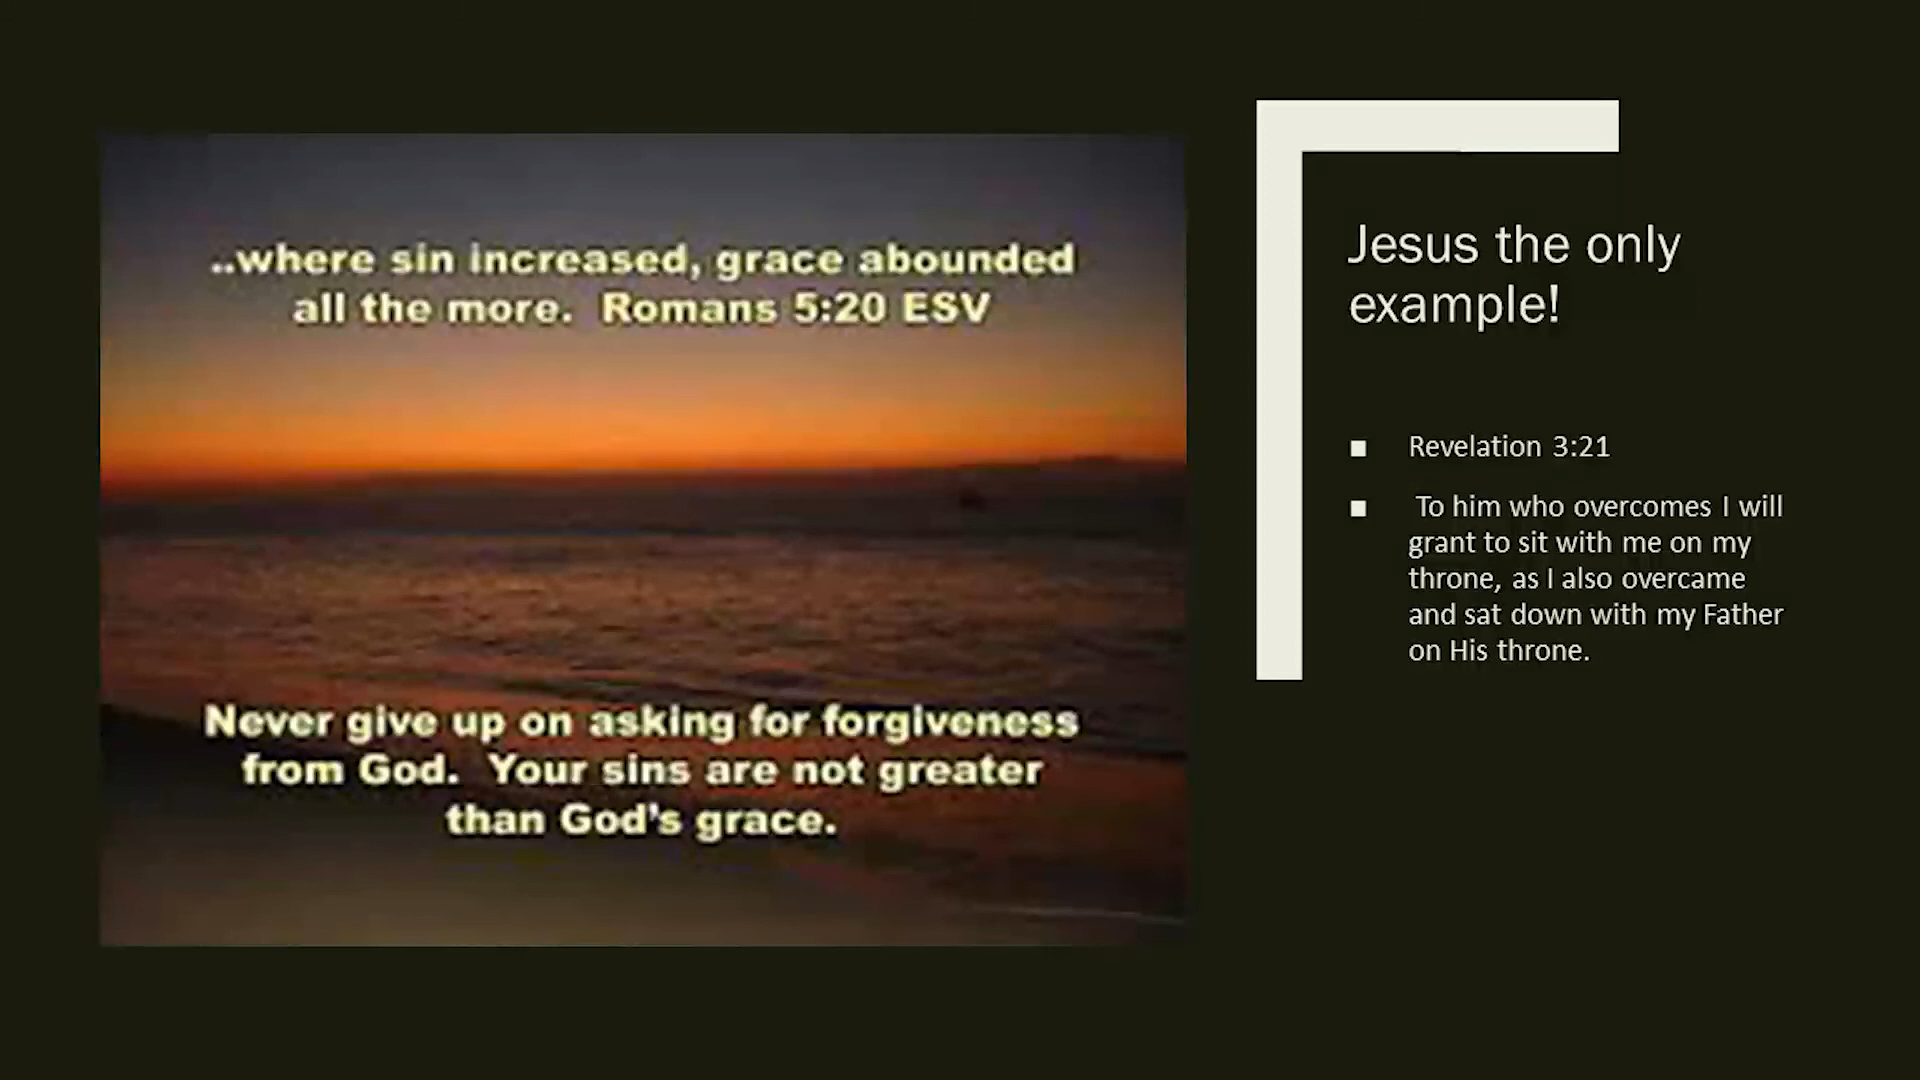 ..where sin increased, grace abounded
all the more.  Romans 5:20 ESV
Never give up on asking for forgiveness
from God.  Your sins are not greater
than God's grace.
Jesus the only
example!
■ Revelation 3:21
■ To him who overcomes I will
grant to sit with me on my
throne, as I also overcame
and sat down with my Father
on His throne.